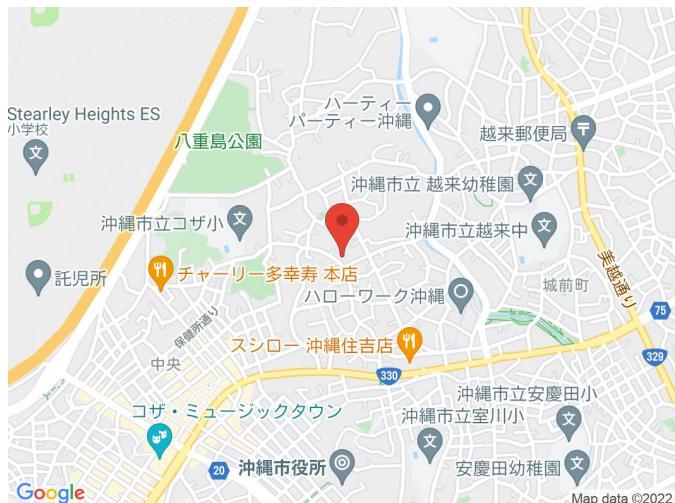 Stearley Heights ES
小学校
八重島公園
ハーティー
パーティー沖縄
越来郵便局
沖縄市立 越来幼稚園
沖縄市立コザ小
沖縄市立越来中
託児所
チャーリー多幸寿 本店
ハローワーク沖縄
城前町
美越通り
75
保健所通り
中央
スシロー 沖縄住吉店
330
329
コザ・ミュージックタウン
沖縄市立安慶田小
沖縄市立室川小
20
沖縄市役所
安慶田幼稚園
Google
Map data ©2022